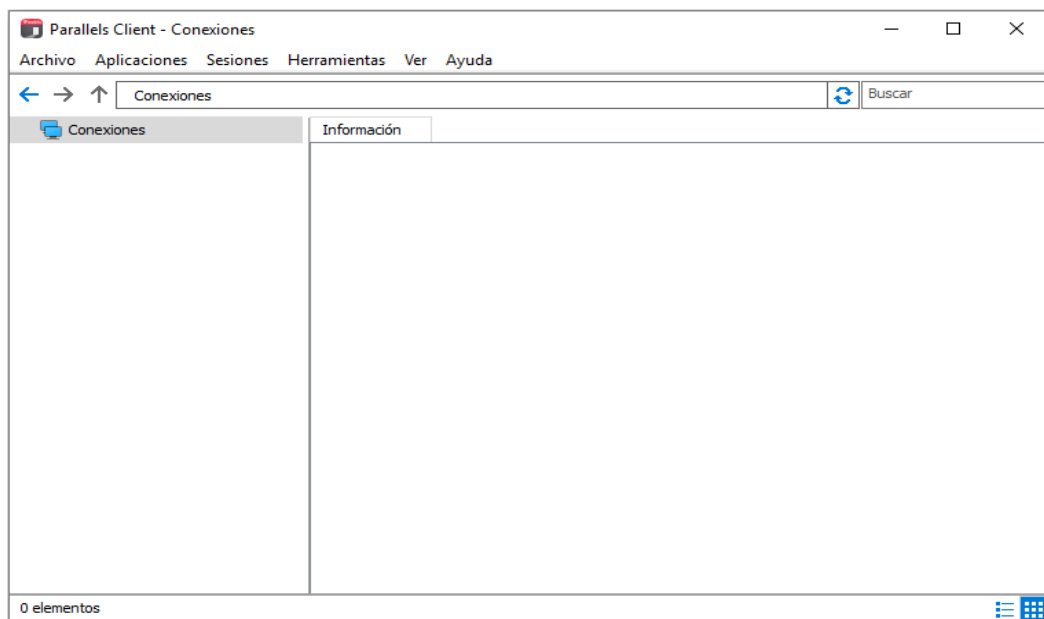 Parallels Client - Conexiones
Archivo Aplicaciones Sesiones Herramientas Ver Ayuda
Conexiones
Buscar
Conexiones
Información
0 elementos